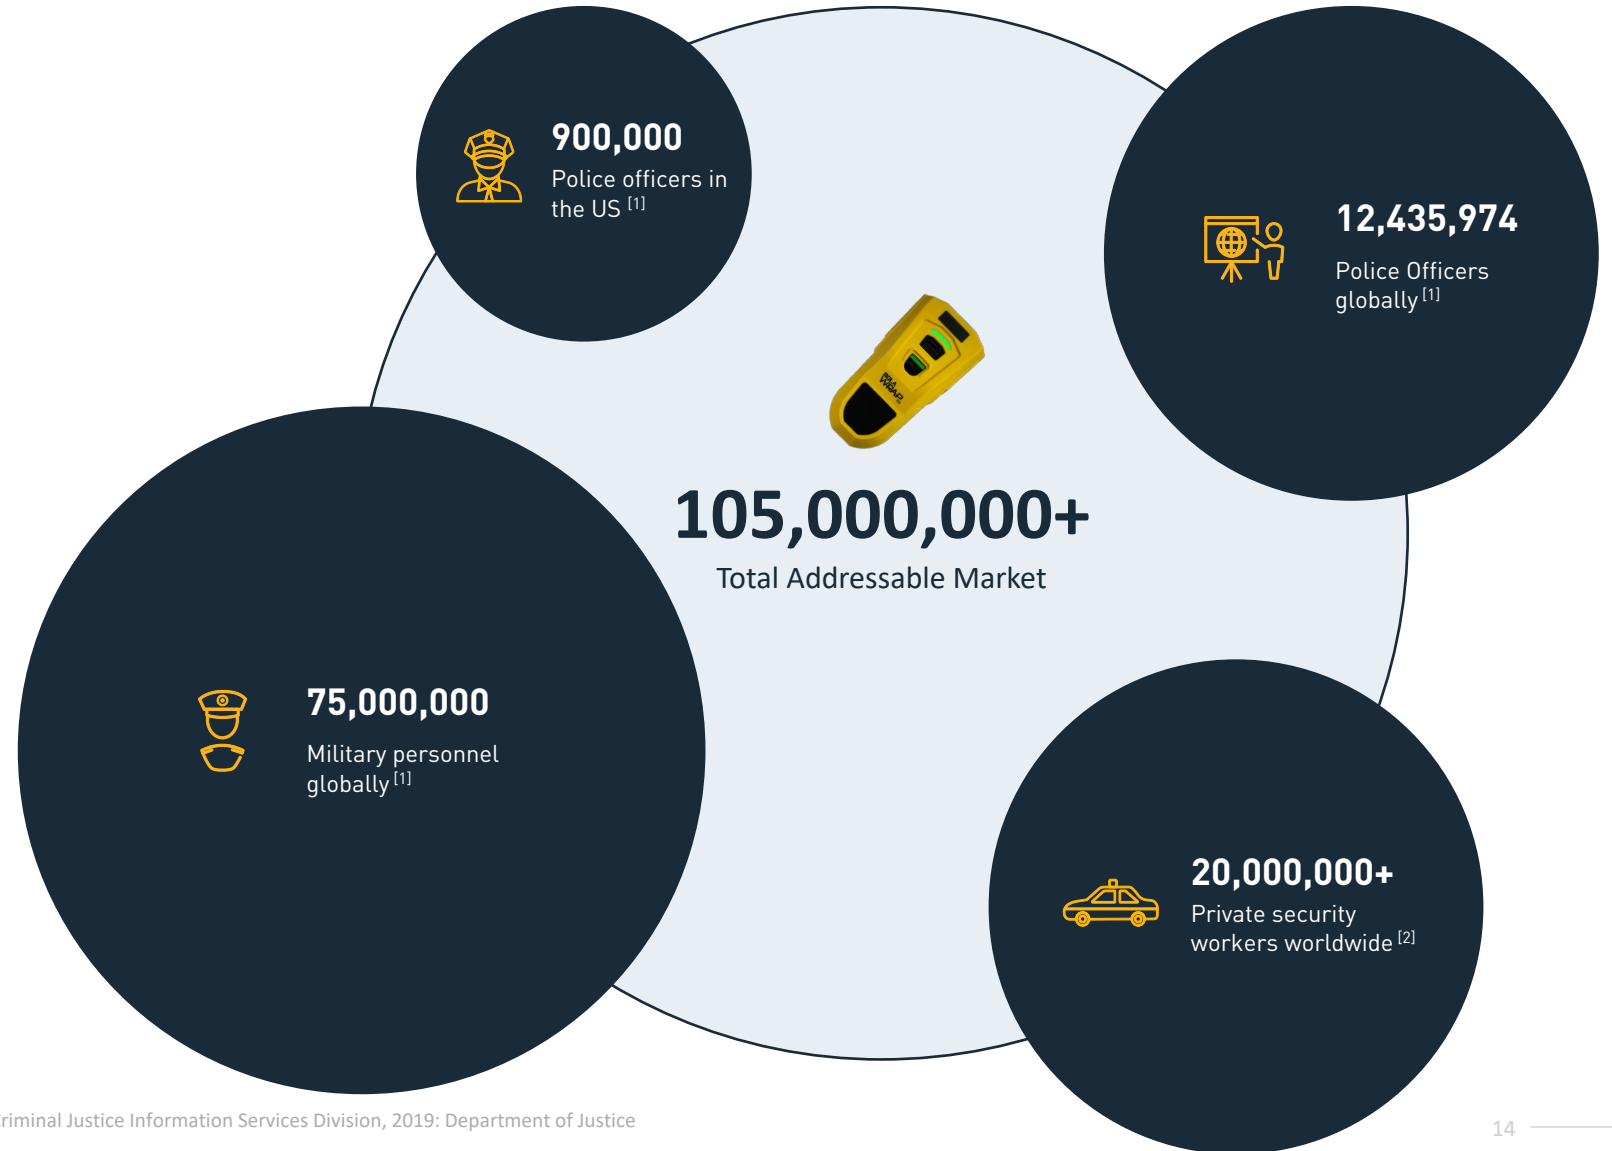 900,000
Police officers in
the US [1]
12,435,974
Police Officers
globally [1]
BOLA
WRAP
105,000,000+
Total Addressable Market
75,000,000
Military personnel
globally [1]
20,000,000+
Private security
workers worldwide [2]
riminal Justice Information Services Division, 2019: Department of Justice
14